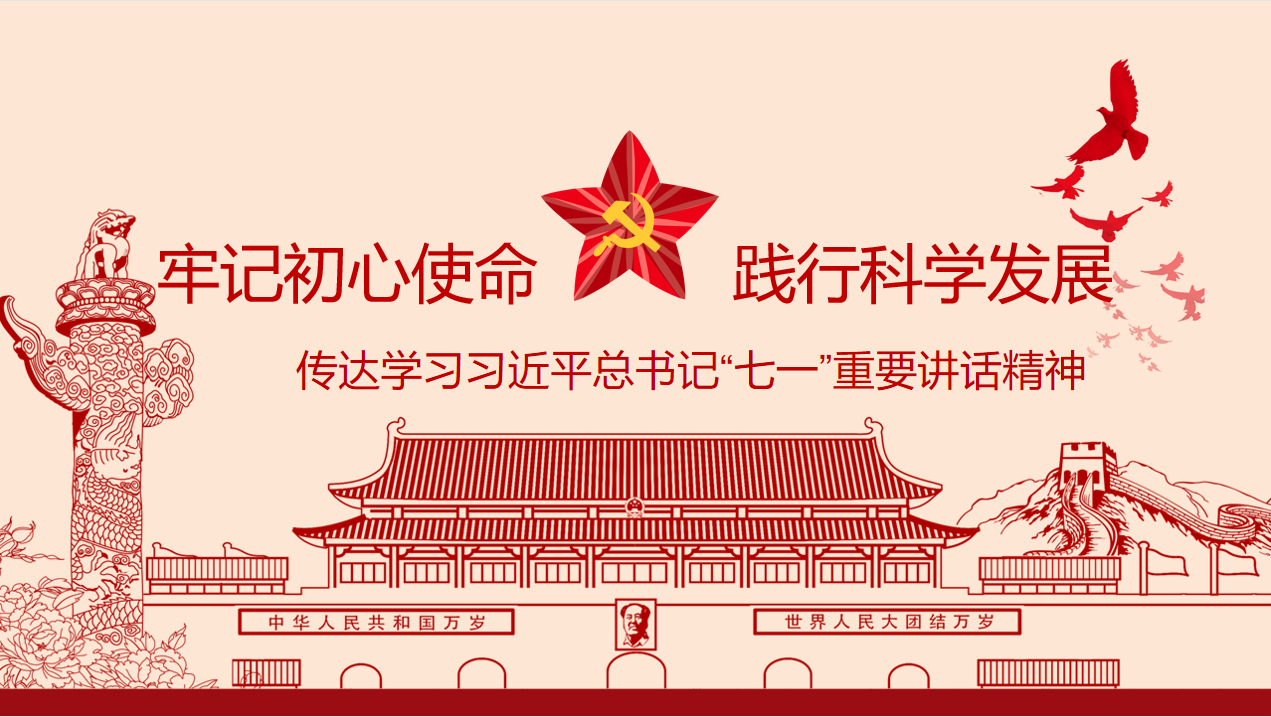 牢记初心使命 践行科学发展
传达学习习近平总书记“七一”重要讲话精神
中华人民共和国万岁
世界人民大团结万岁